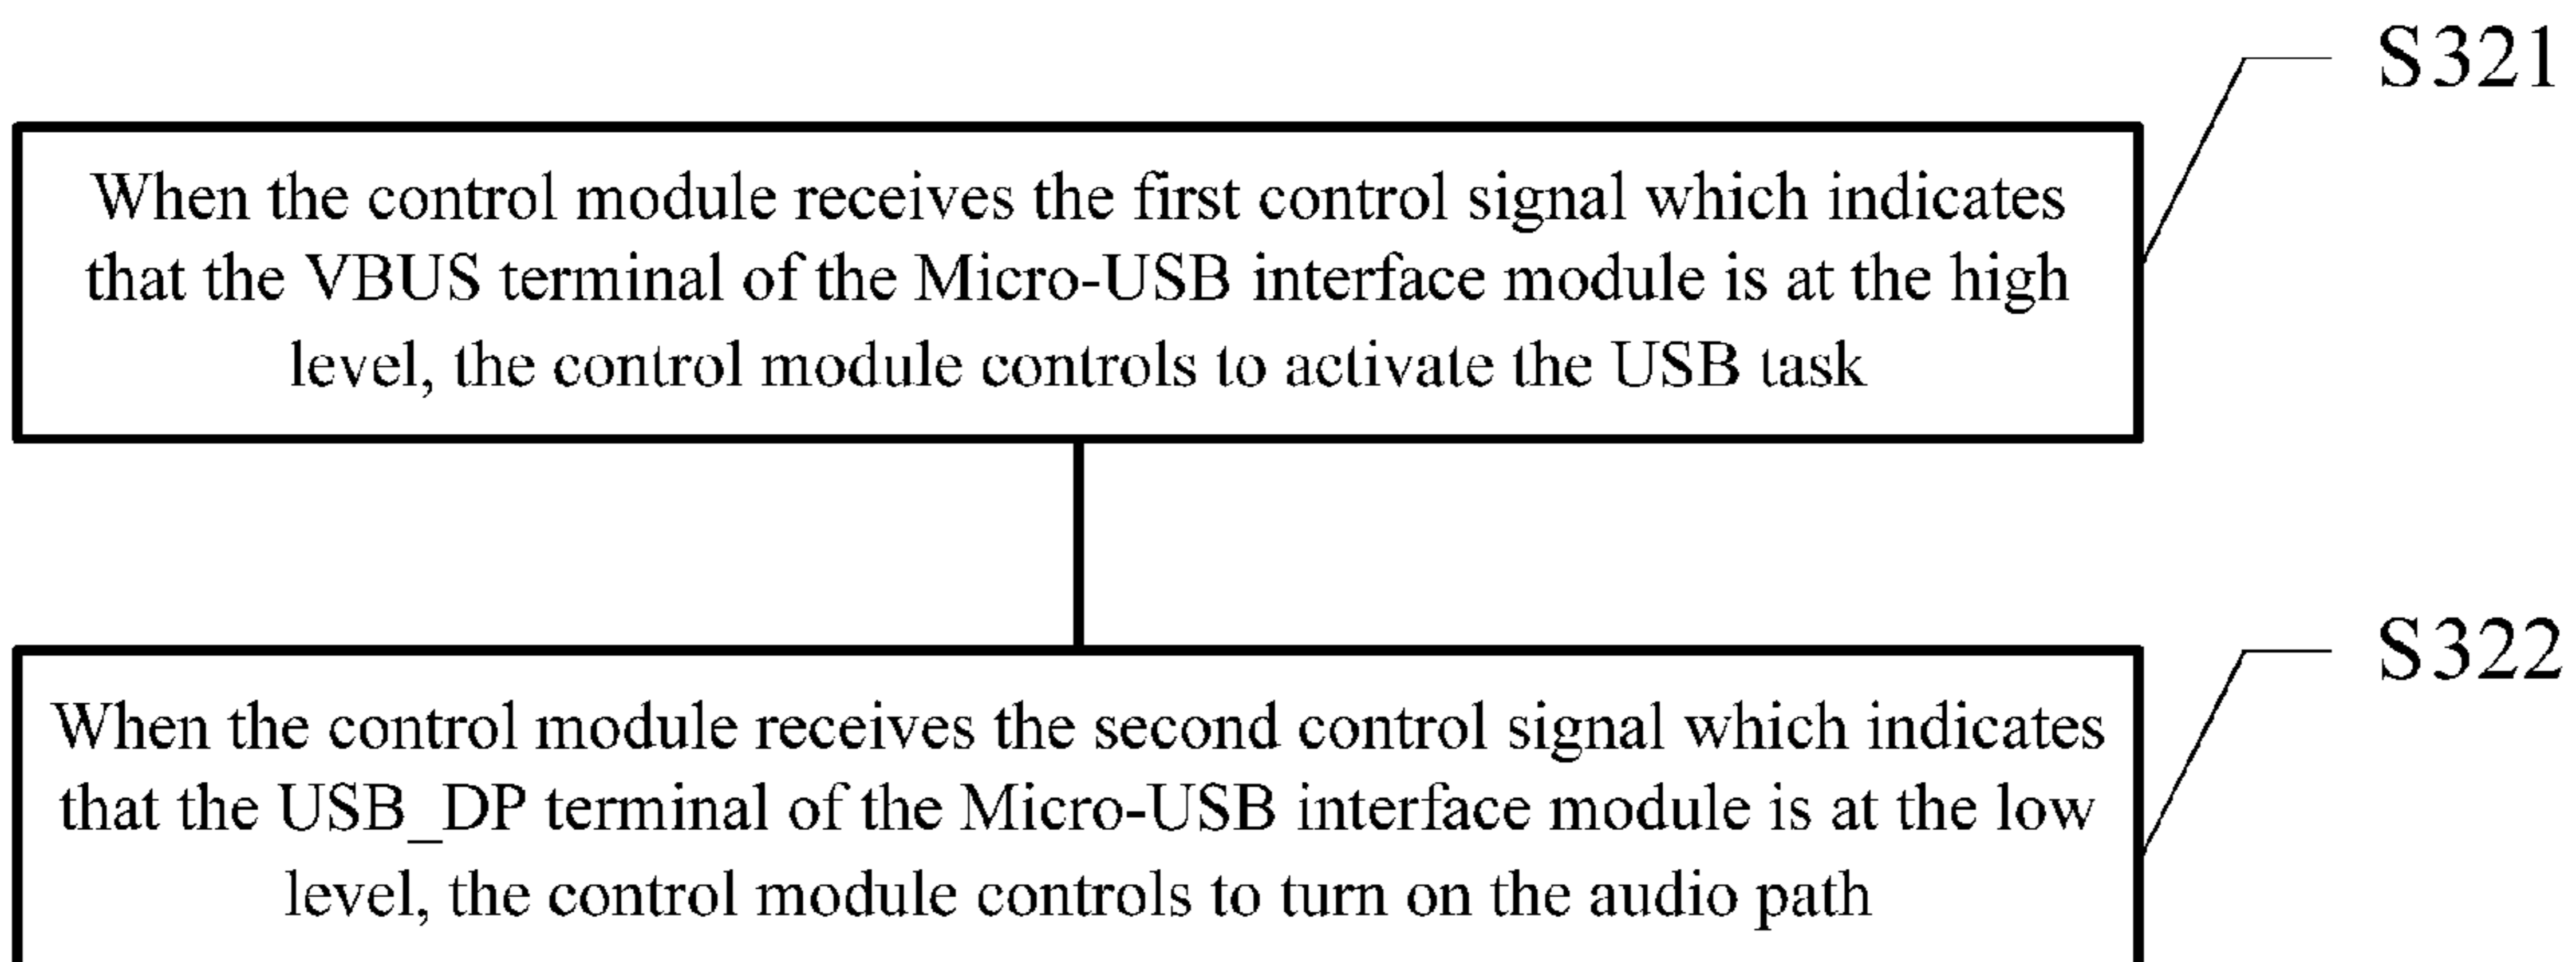 S321
When the control module receives the first control signal which indicates
that the VBUS terminal of the Micro-USB interface module is at the high
level, the control module controls to activate the USB task
S322
When the control module receives the second control signal which indicates
that the USB_DP terminal of the Micro-USB interface module is at the low
level, the control module controls to turn on the audio path